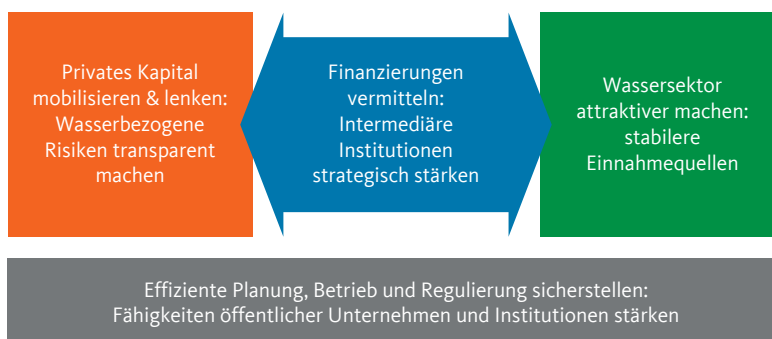 Privates Kapital
mobilisieren & lenken:
Wasserbezogene
Risiken transparent
machen
Finanzierungen
vermitteln:
Intermediäre
Institutionen
strategisch stärken
Wassersektor
attraktiver machen:
stabilere
Einnahmequellen
Effiziente Planung, Betrieb und Regulierung sicherstellen:
Fähigkeiten öffentlicher Unternehmen und Institutionen stärken